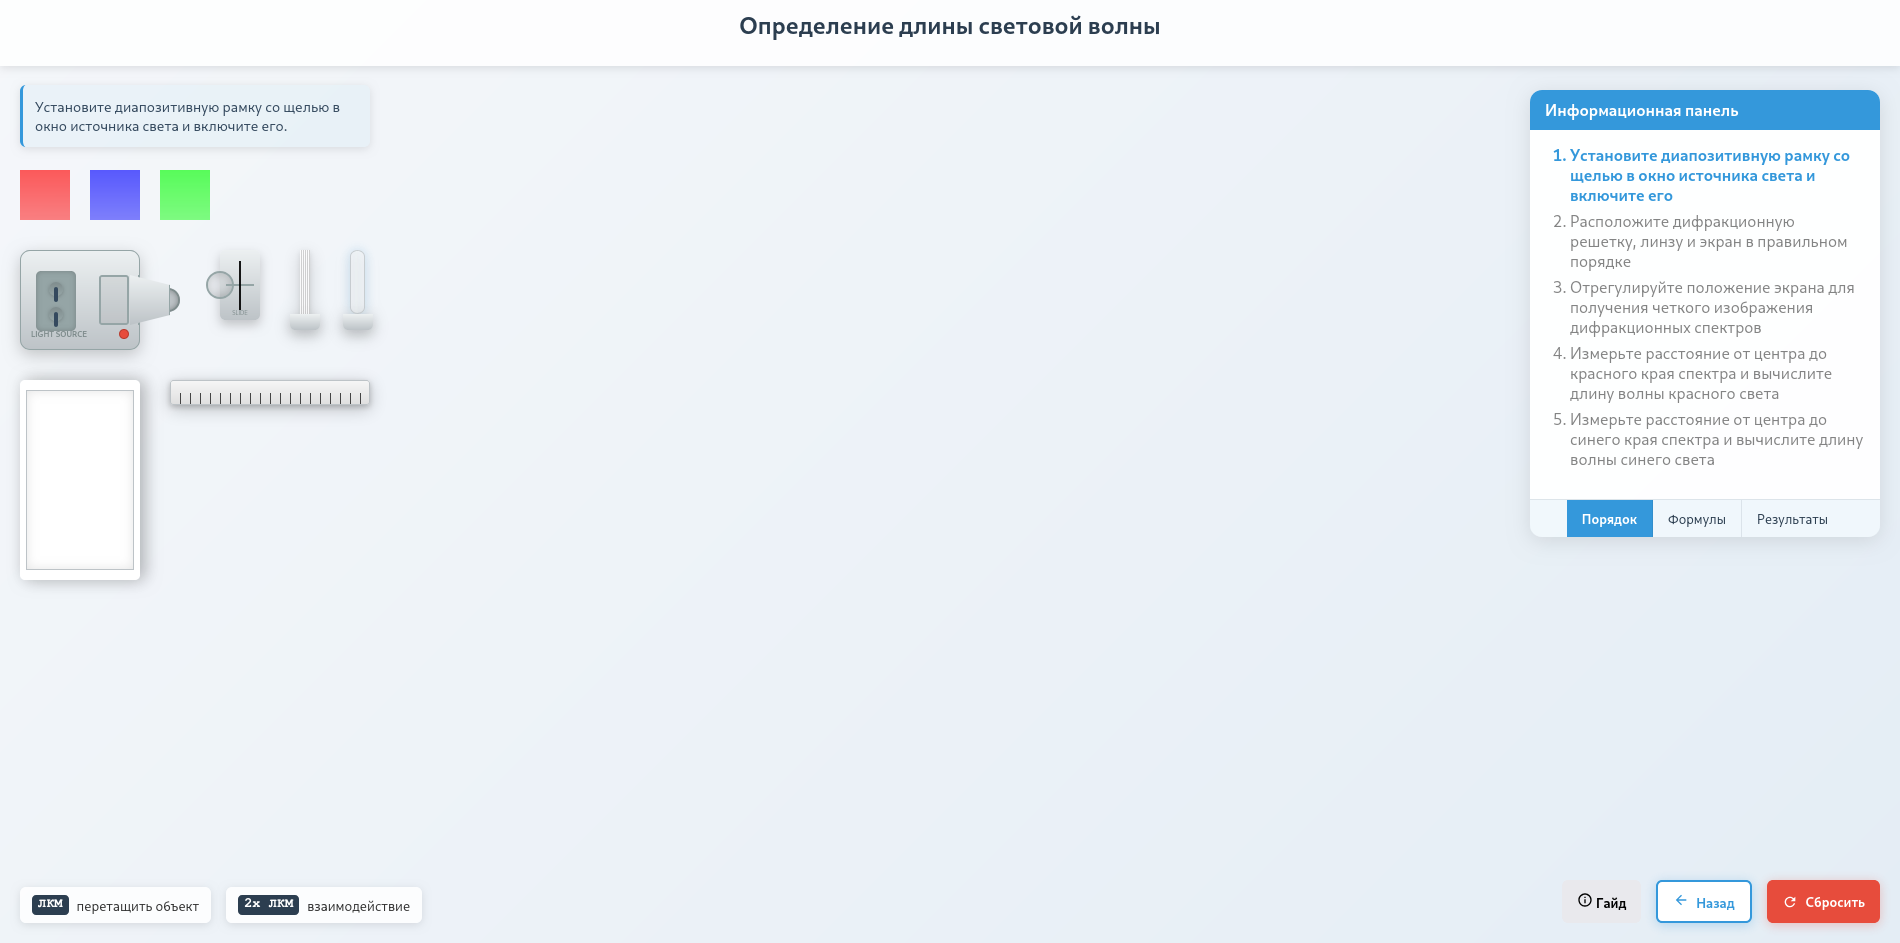 Определение длины световой волны
Установите диапозитивную рамку со щелью в
окно источника света и включите его.
LIGHT SOURCE
SLIDE
Информационная панель
1. Установите диапозитивную рамку со
щелью в окно источника света и
включите его
2. Расположите дифракционную
решетку, линзу и экран в правильном
порядке
3. Отрегулируйте положение экрана для
получения четкого изображения
дифракционных спектров
4. Измерьте расстояние от центра до
красного края спектра и вычислите
длину волны красного света
5. Измерьте расстояние от центра до
синего края спектра и вычислите длину
волны синего света
Порядок Формулы Результаты
ЛКМ перетащить объект 2x ЛКМ взаимодействие
Гайд Назад Сбросить